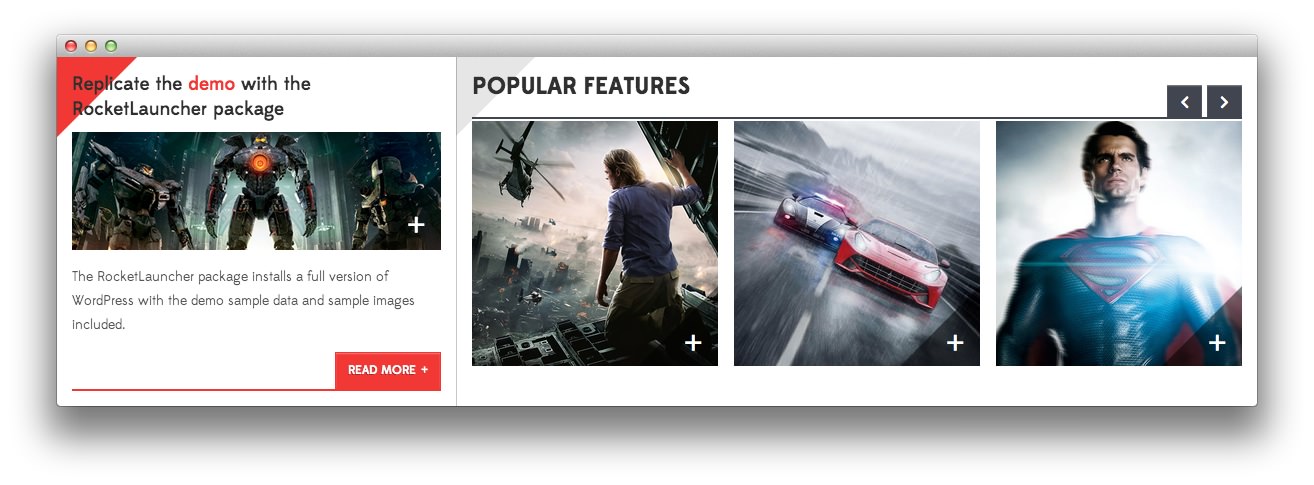 Replicate the demo with the
RocketLauncher package
The RocketLauncher package installs a full version of
WordPress with the demo sample data and sample images
included.
READ MORE +
POPULAR FEATURES